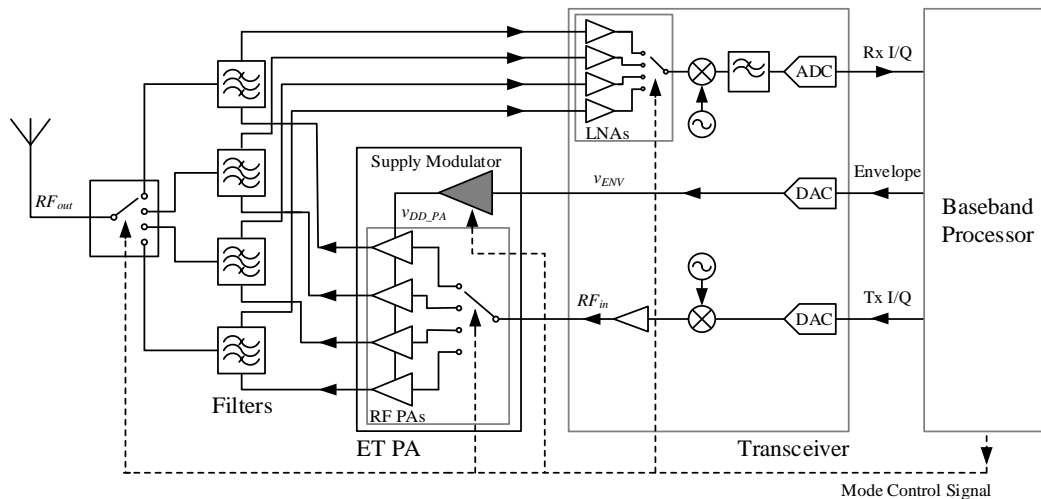 ADC
Rx I/Q
LNAs
Supply Modulator
v_ENV
DAC
Envelope
RF_out
v_DD_PA
Baseband
Processor
RF_in
DAC
Tx I/Q
Filters
RF PAs
ET PA
Transceiver
Mode Control Signal